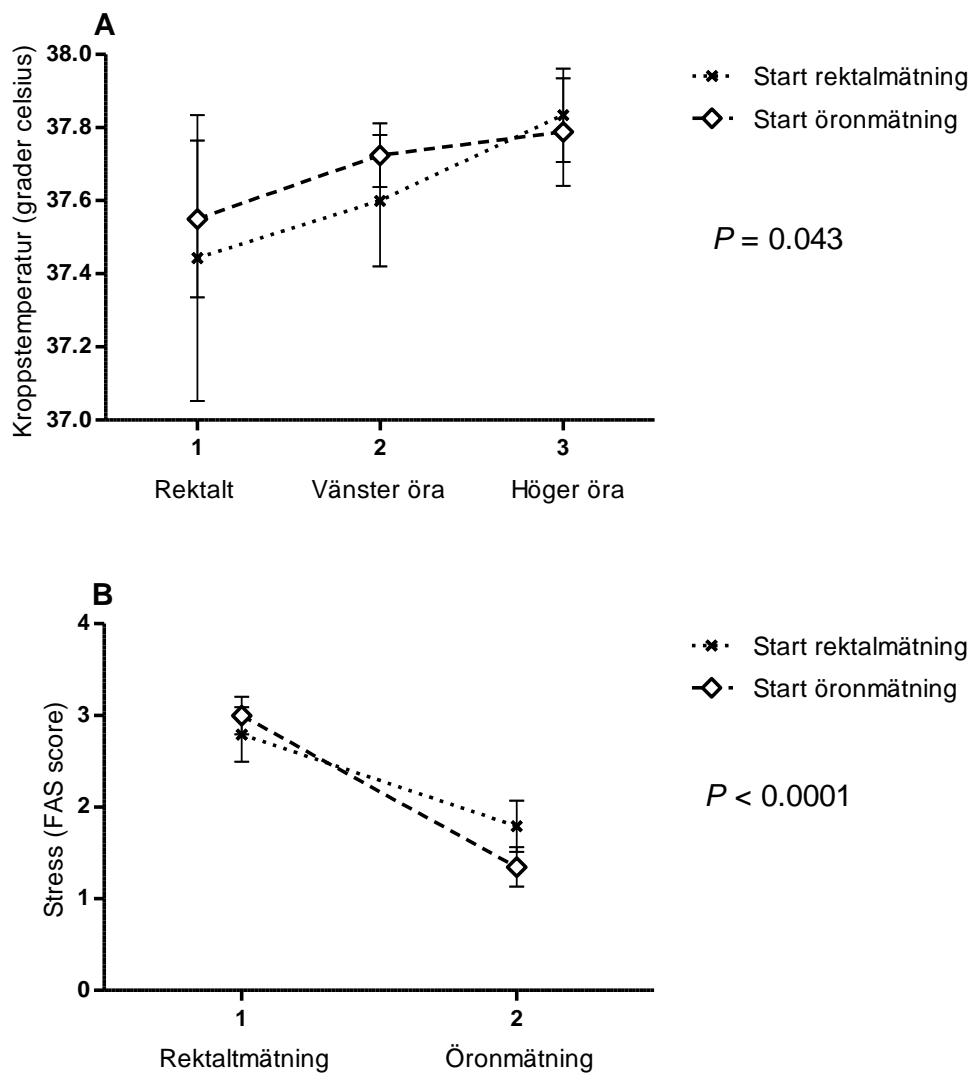 A
Kroppstemperatur (grader celsius)
38.0
37.8
37.6
37.4
37.2
37.0
1
2
3
Rektalt
Vänster öra
Höger öra
Start rektalmätning
Start öronmätning
P = 0.043
B
Stress (FAS score)
4
3
2
1
0
1
2
Rektaltmätning
Öronmätning
Start rektalmätning
Start öronmätning
P < 0.0001